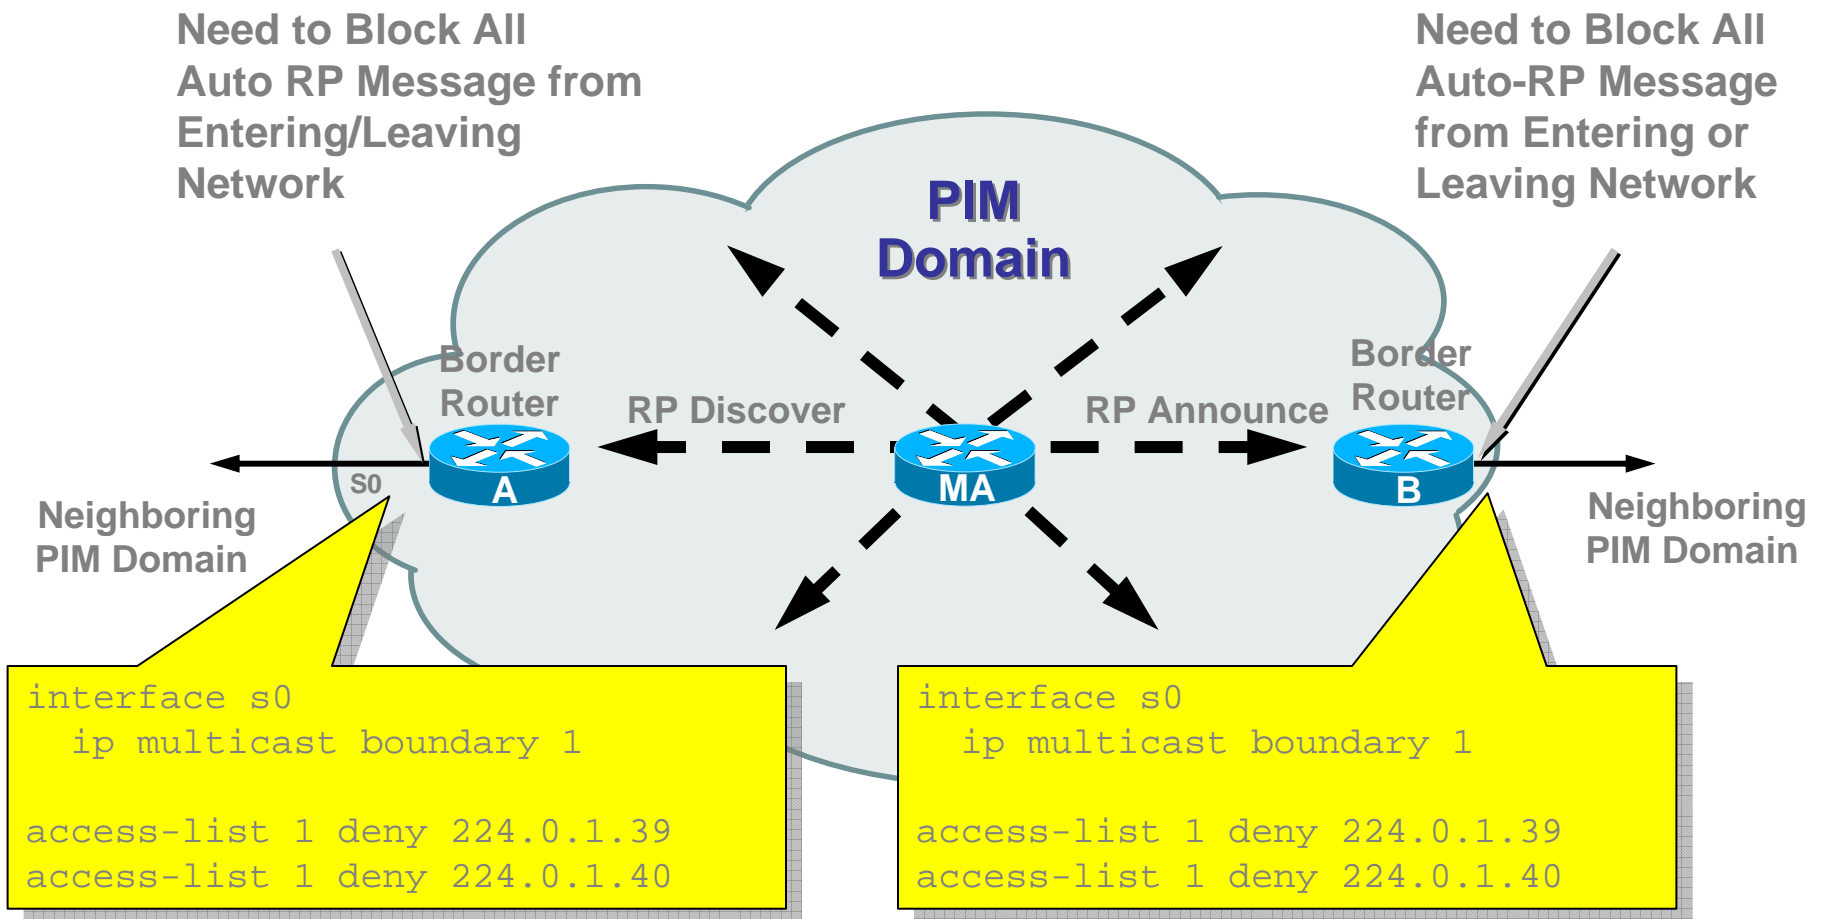 Need to Block All
Auto RP Message from
Entering/Leaving
Network
Need to Block All
Auto-RP Message
from Entering or
Leaving Network
PIM
Domain
Border
Router
RP Discover
RP Announce
Border
Router
S0
A
MA
B
Neighboring
PIM Domain
Neighboring
PIM Domain
interface s0
  ip multicast boundary 1
access-list 1 deny 224.0.1.39
access-list 1 deny 224.0.1.40
interface s0
  ip multicast boundary 1
access-list 1 deny 224.0.1.39
access-list 1 deny 224.0.1.40